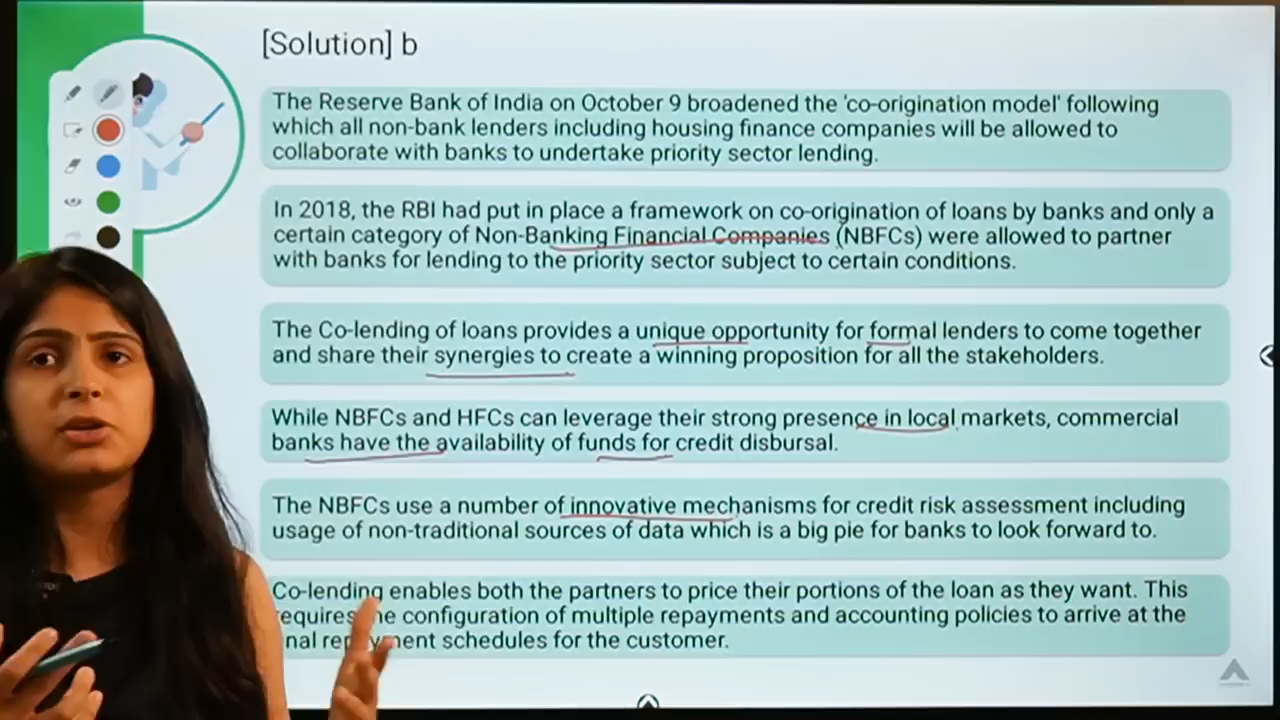 [Solution] b
The Reserve Bank of India on October 9 broadened the 'co-origination model' following
which all non-bank lenders including housing finance companies will be allowed to
collaborate with banks to undertake priority sector lending.
In 2018, the RBI had put in place a framework on co-origination of loans by banks and only a
certain category of Non-Banking Financial Companies (NBFCs) were allowed to partner
with banks for lending to the priority sector subject to certain conditions.
The Co-lending of loans provides a unique opportunity for formal lenders to come together
and share their synergies to create a winning proposition for all the stakeholders.
While NBFCs and HFCs can leverage their strong presence in local markets, commercial
banks have the availability of funds for credit disbursal.
The NBFCs use a number of innovative mechanisms for credit risk assessment including
usage of non-traditional sources of data which is a big pie for banks to look forward to.
Co-lending enables both the partners to price their portions of the loan as they want. This
configuration of multiple repayments and accounting policies to arrive at the
schedules for the customer.